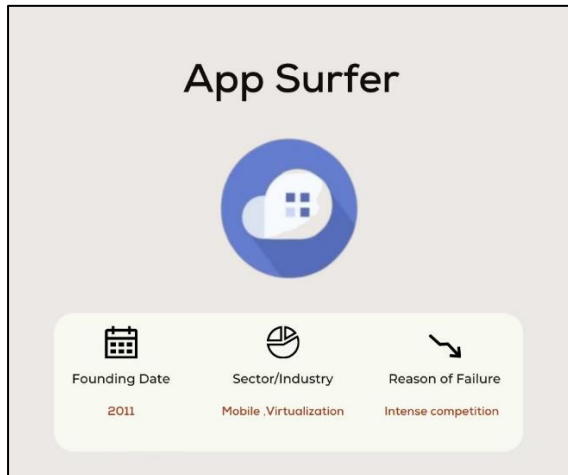 App Surfer
Founding Date
Sector/Industry
Reason of Failure
2011
Mobile ,Virtualization
Intense competition